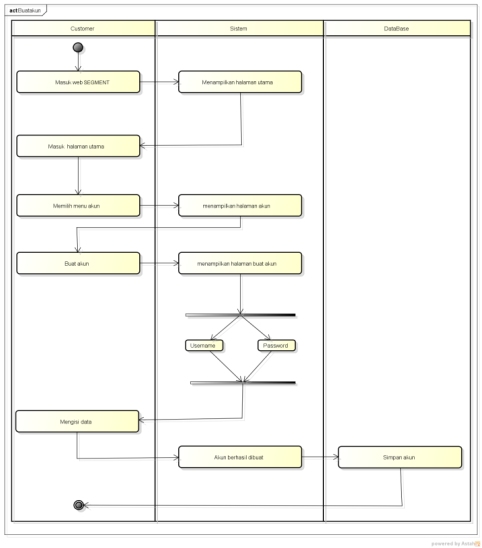 act Buatakun
Customer
Sistem
DataBase
Masuk web SEGMENT
Menampilkan halaman utama
Masuk halaman utama
Memilih menu akun
menampilkan halaman akun
Buat akun
menampilkan halaman buat akun
Username
Password
Mengisi data
Akun berhasil dibuat
Simpan akun
powered by Astah